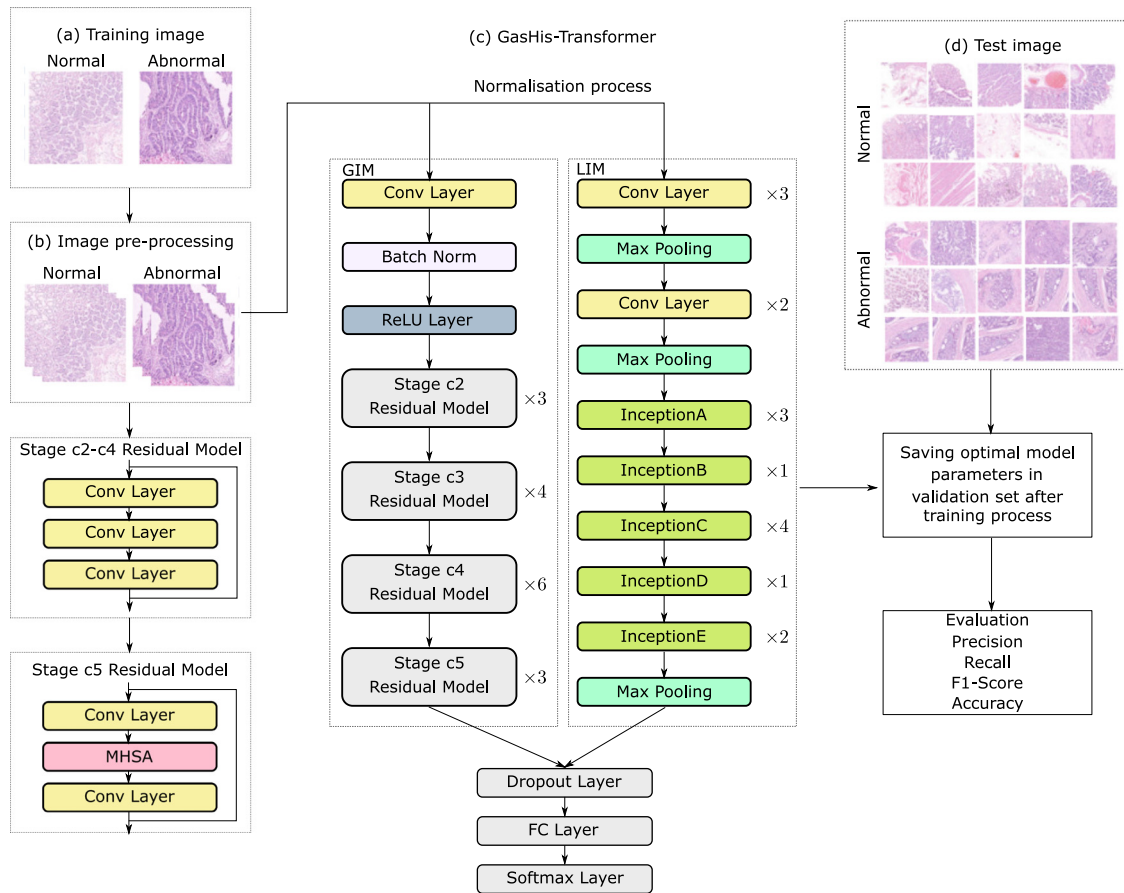 (a) Training image
Normal
Abnormal
(b) Image pre-processing
Normal
Abnormal
Stage c2-c4 Residual Model
Conv Layer
Conv Layer
Conv Layer
Stage c5 Residual Model
Conv Layer
MHSA
Conv Layer
(c) GasHis-Transformer
Normalisation process
GIM
Conv Layer
Batch Norm
ReLU Layer
Stage c2
Residual Model
×3
Stage c3
Residual Model
×4
Stage c4
Residual Model
×6
Stage c5
Residual Model
×3
LIM
Conv Layer
×3
Max Pooling
Conv Layer
×2
Max Pooling
InceptionA
×3
InceptionB
×1
InceptionC
×4
InceptionD
×1
InceptionE
×2
Max Pooling
Dropout Layer
FC Layer
Softmax Layer
(d) Test image
Normal
Abnormal
Saving optimal model
parameters in
validation set after
training process
Evaluation
Precision
Recall
F1-Score
Accuracy